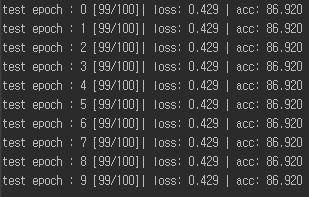 test epoch : 0 [99/100]| loss: 0.429 | acc: 86.920
test epoch : 1 [99/100]| loss: 0.429 | acc: 86.920
test epoch : 2 [99/100]| loss: 0.429 | acc: 86.920
test epoch : 3 [99/100]| loss: 0.429 | acc: 86.920
test epoch : 4 [99/100]| loss: 0.429 | acc: 86.920
test epoch : 5 [99/100]| loss: 0.429 | acc: 86.920
test epoch : 6 [99/100]| loss: 0.429 | acc: 86.920
test epoch : 7 [99/100]| loss: 0.429 | acc: 86.920
test epoch : 8 [99/100]| loss: 0.429 | acc: 86.920
test epoch : 9 [99/100]| loss: 0.429 | acc: 86.920